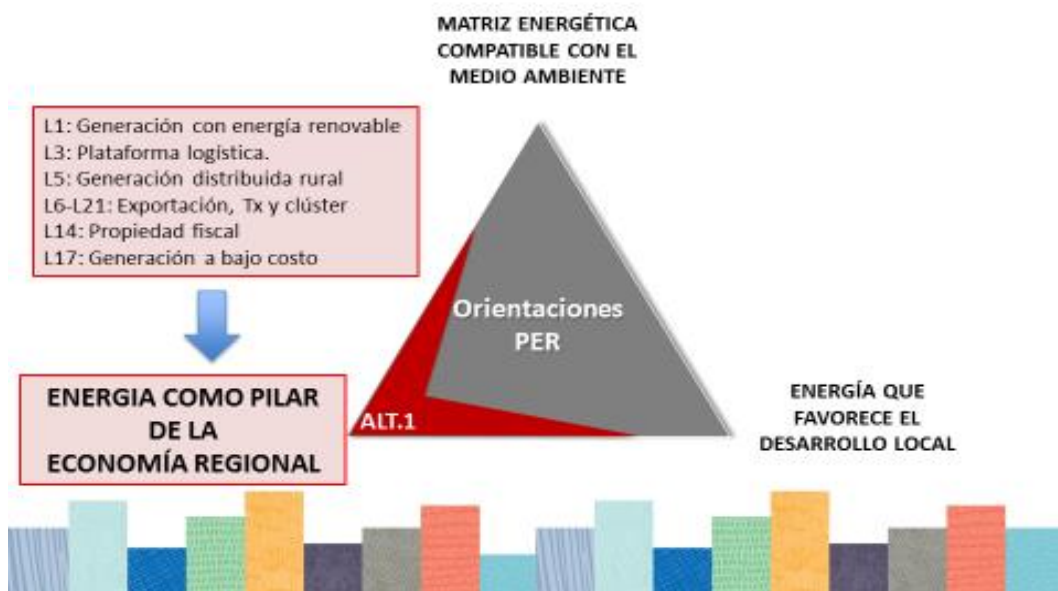 MATRIZ ENERGÉTICA
COMPATIBLE CON EL
MEDIO AMBIENTE
L1: Generación con energía renovable
L3: Plataforma logística.
L5: Generación distribuida rural
L6-L21: Exportación, Tx y clúster
L14: Propiedad fiscal
L17: Generación a bajo costo
Orientaciones
PER
ENERGIA COMO PILAR
DE LA
ECONOMÍA REGIONAL
ALT.1
ENERGÍA QUE
FAVORECE EL
DESARROLLO LOCAL